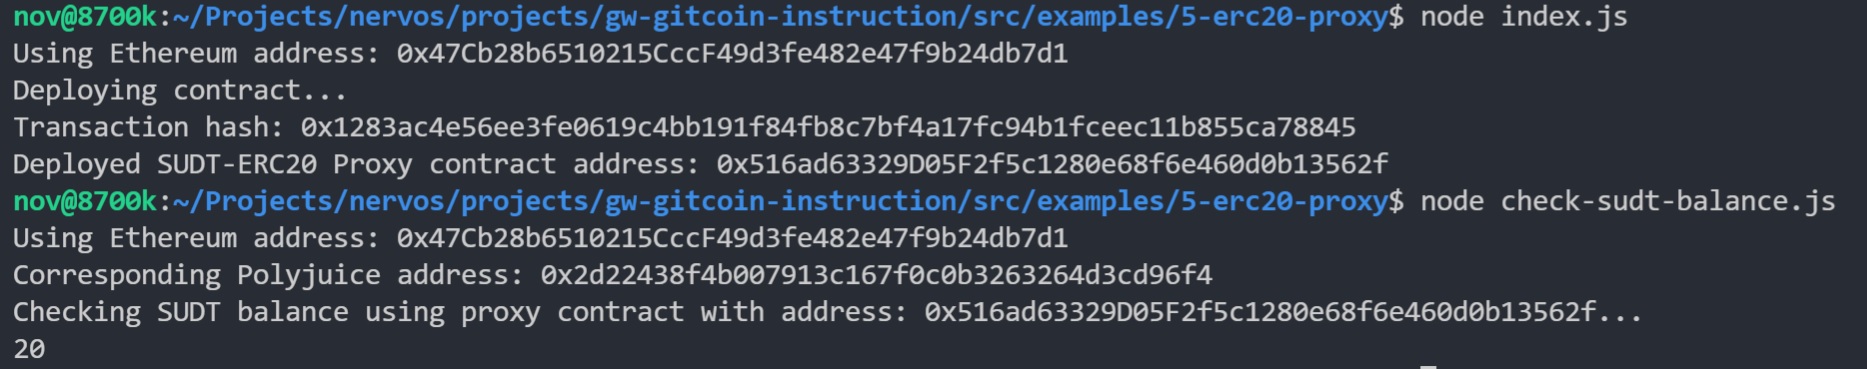 nov@8700k:~/Projects/nervos/projects/gw-gitcoin-instruction/src/examples/5-erc20-proxy$ node index.js
Using Ethereum address: 0x47Cb28b6510215CccF49d3fe482e47f9b24db7d1
Deploying contract...
Transaction hash: 0x1283ac4e56ee3fe0619c4bb191f84fb8c7bf4a17fc94b1fceec11b855ca78845
Deployed SUDT-ERC20 Proxy contract address: 0x516ad63329D05F2f5c1280e68f6e460d0b13562f
nov@8700k:~/Projects/nervos/projects/gw-gitcoin-instruction/src/examples/5-erc20-proxy$ node check-sudt-balance.js
Using Ethereum address: 0x47Cb28b6510215CccF49d3fe482e47f9b24db7d1
Corresponding Polyjuice address: 0x2d22438f4b007913c167f0c0b3263264d3cd96f4
Checking SUDT balance using proxy contract with address: 0x516ad63329D05F2f5c1280e68f6e460d0b13562f...
20